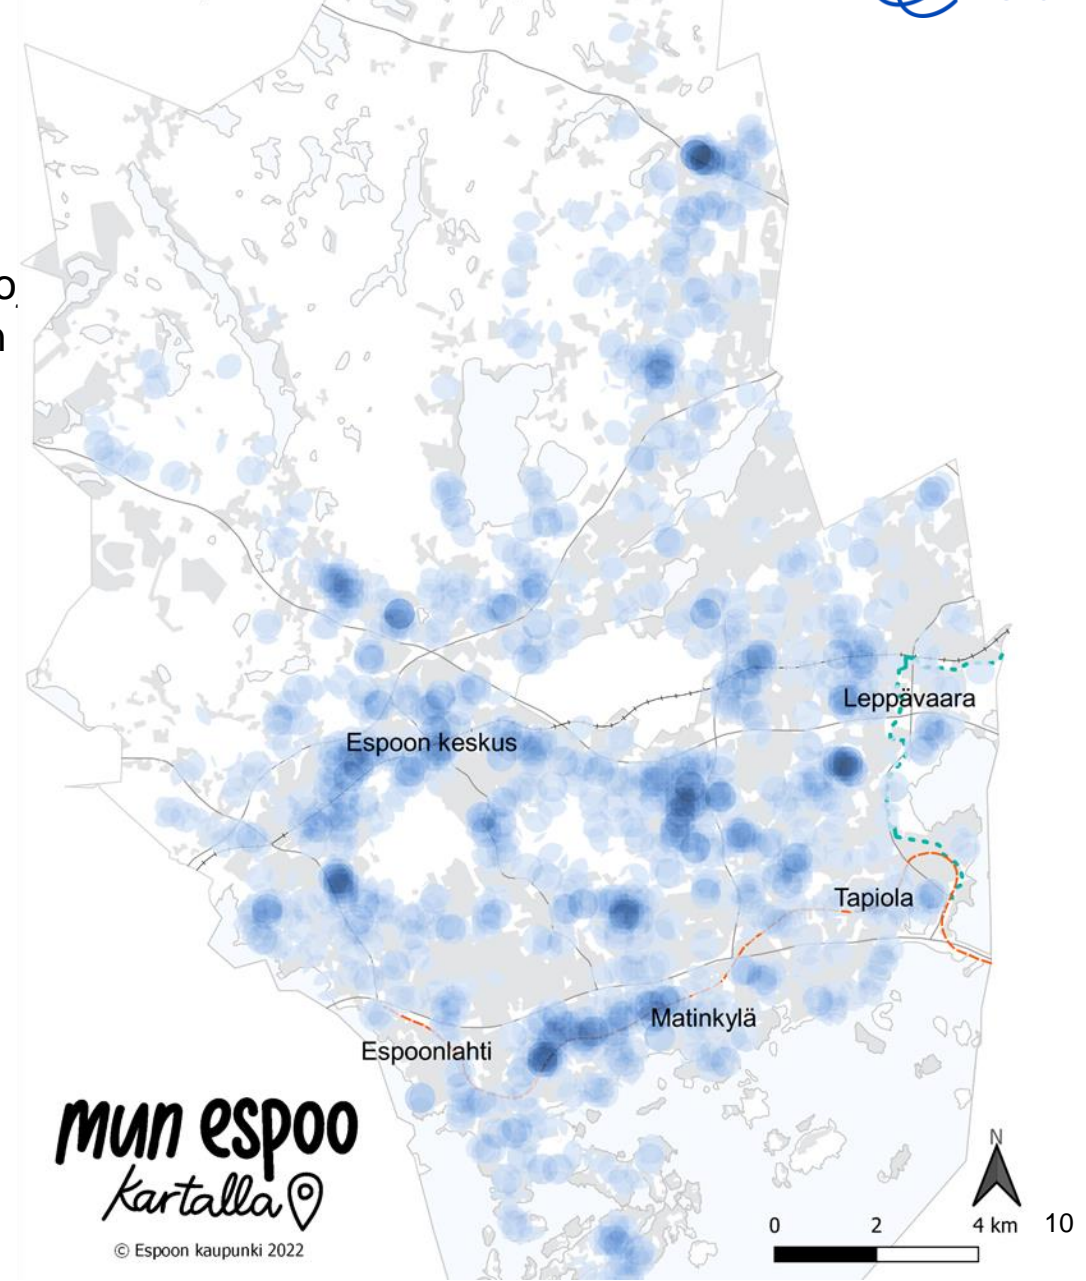 Leppävaara
Espoon keskus
Tapiola
Matinkylä
Espoonlahti
mun espoo
kartalla
© Espoon kaupunki 2022
N
0 2 4 km
10